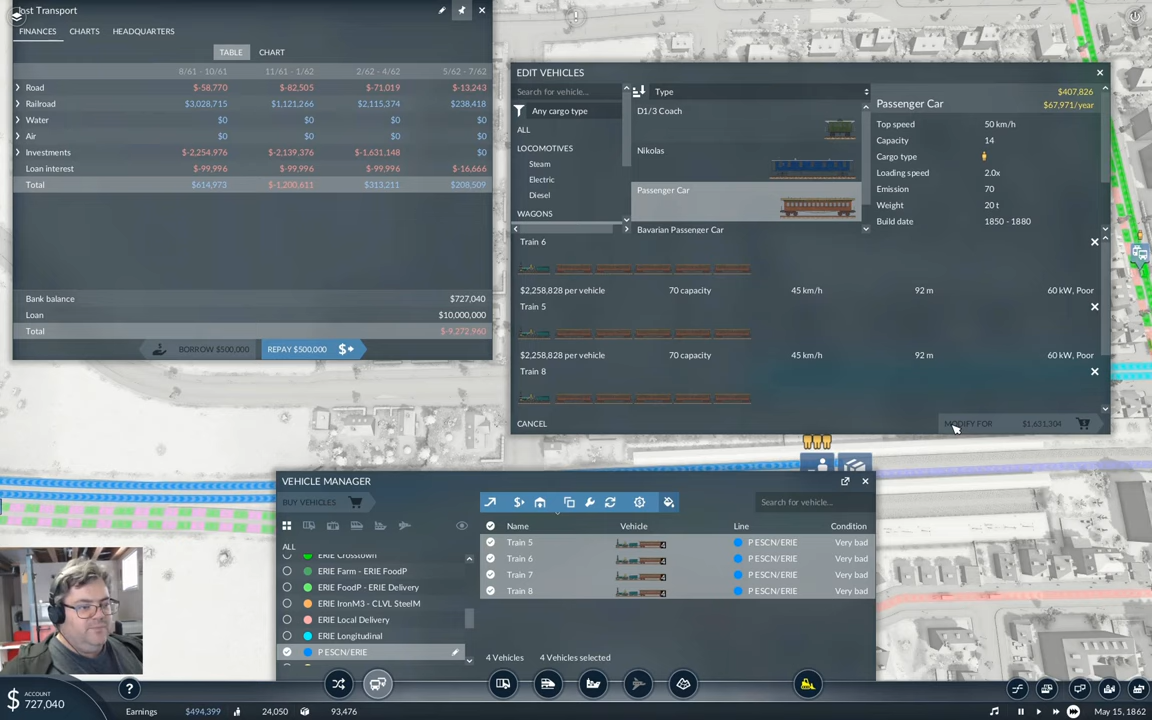 Jost Transport
FINANCES CHARTS HEADQUARTERS
TABLE CHART
8/61 - 10/61 11/61 - 1/62 2/62 - 4/62 5/62 - 7/62
Road $-58,770 $-82,505 $-71,019 $-13,243
Railroad $3,028,715 $1,121,266 $2,115,374 $238,418
Water $0 $0 $0 $0
Air $0 $0 $0 $0
Investments $-2,254,976 $-2,139,376 $-1,631,148 $0
Loan interest $-99,996 $-99,996 $-99,996 $-16,666
Total $614,973 $-1,200,611 $313,211 $208,509
Bank balance $727,040
Loan $10,000,000
Total $-9,272,960
BORROW $500,000 REPAY $500,000
EDIT VEHICLES
Search for vehicle...
Any cargo type
ALL
LOCOMOTIVES
Steam
Electric
Diesel
WAGONS
Type
D1/3 Coach
Nikolas
Passenger Car
Bavarian Passenger Car
$407,826
Passenger Car
$67,971/year
Top speed 50 km/h
Capacity 14
Cargo type
Loading speed 2.0x
Emission 70
Weight 20 t
Build date 1850 - 1880
Train 6
$2,258,828 per vehicle 70 capacity 45 km/h 92 m 60 kW, Poor
Train 5
$2,258,828 per vehicle 70 capacity 45 km/h 92 m 60 kW, Poor
Train 8
CANCEL MODIFY FOR $1,631,304
VEHICLE MANAGER
BUY VEHICLES
Search for vehicle...
ALL
ERIE Crosstown
ERIE Farm - ERIE FoodP
ERIE FoodP - ERIE Delivery
ERIE IronM3 - CLVL SteelM
ERIE Local Delivery
ERIE Longitudinal
P ESCN/ERIE
Name Vehicle Line Condition
Train 5 4 P ESCN/ERIE Very bad
Train 6 4 P ESCN/ERIE Very bad
Train 7 4 P ESCN/ERIE Very bad
Train 8 4 P ESCN/ERIE Very bad
4 Vehicles 4 Vehicles selected
$ ACCOUNT
727,040
Earnings $494,399 24,050 93,476
May 15, 1862